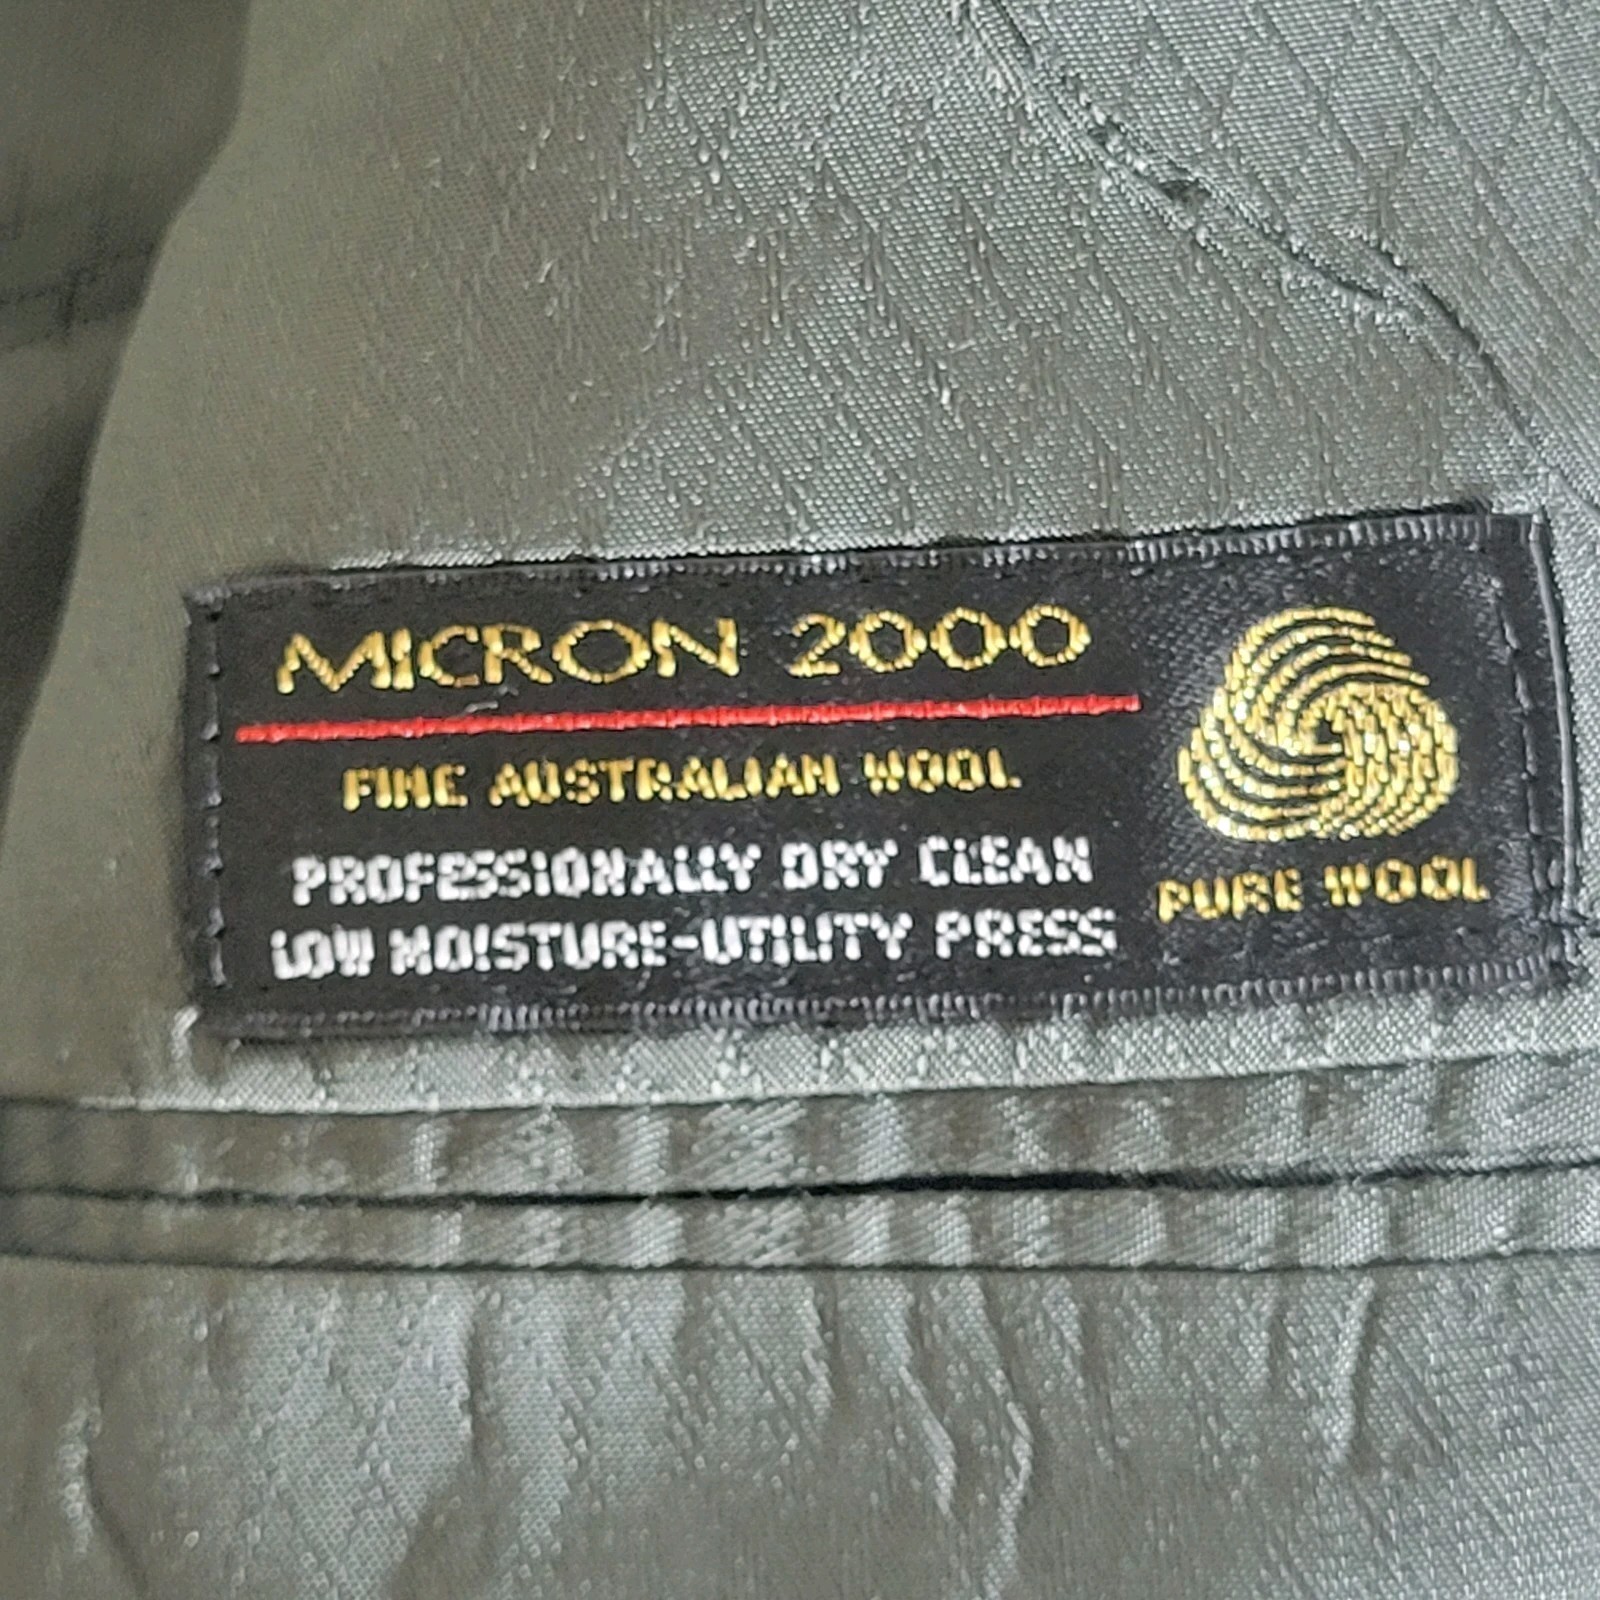 MICRON 2000
FINE AUSTRALIAN WOOL
PROFESSIONALLY DRY CLEAN
LOW MOISTURE-UTILITY PRESS
PURE WOOL